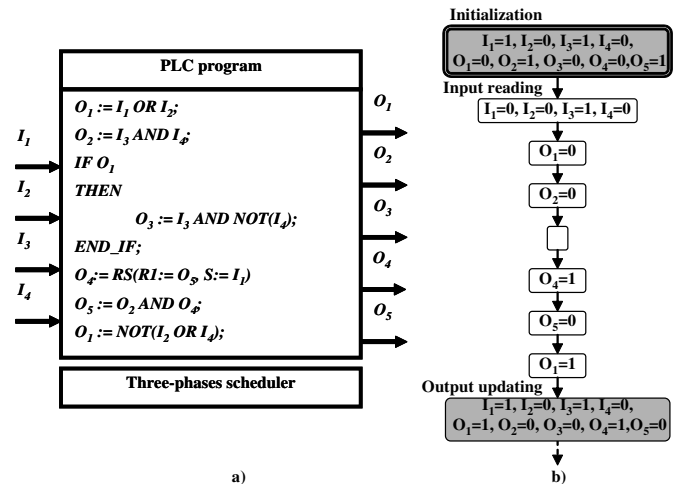 PLC program
O₁ := I₁ OR I₂;
O₂ := I₃ AND I₄;
IF O₁
THEN
O₃ := I₃ AND NOT(I₄);
END_IF;
O₄:= RS(R1:= O₅, S:= I₁)
O₅ := O₂ AND O₄;
O₁ := NOT(I₂ OR I₄);
Three-phases scheduler
I₁
I₂
I₃
I₄
O₁
O₂
O₃
O₄
O₅
a)
Initialization
I₁=1, I₂=0, I₃=1, I₄=0,
O₁=0, O₂=1, O₃=0, O₄=0,O₅=1
Input reading
I₁=0, I₂=0, I₃=1, I₄=0
O₁=0
O₂=0
O₄=1
O₅=0
O₁=1
Output updating
I₁=1, I₂=0, I₃=1, I₄=0,
O₁=1, O₂=0, O₃=0, O₄=1,O₅=0
b)